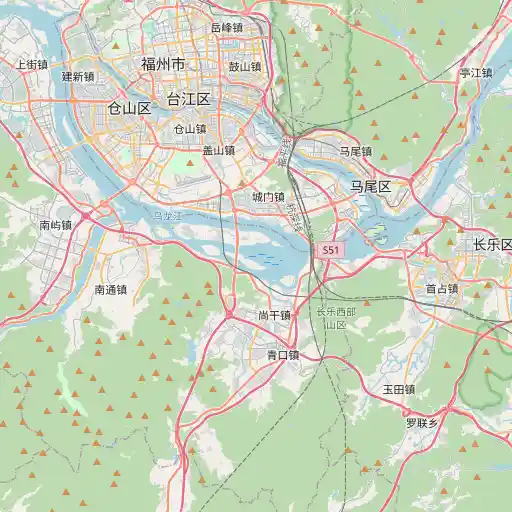 岳峰镇
上街镇
福州市
鼓山镇
亭江镇
建新镇
台江区
仓山区
仓山镇
盖山镇
马尾镇
马尾区
城门镇
乌龙江
南屿镇
长乐区
S51
南通镇
首占镇
尚干镇
长乐西部
山区
青口镇
玉田镇
罗联乡